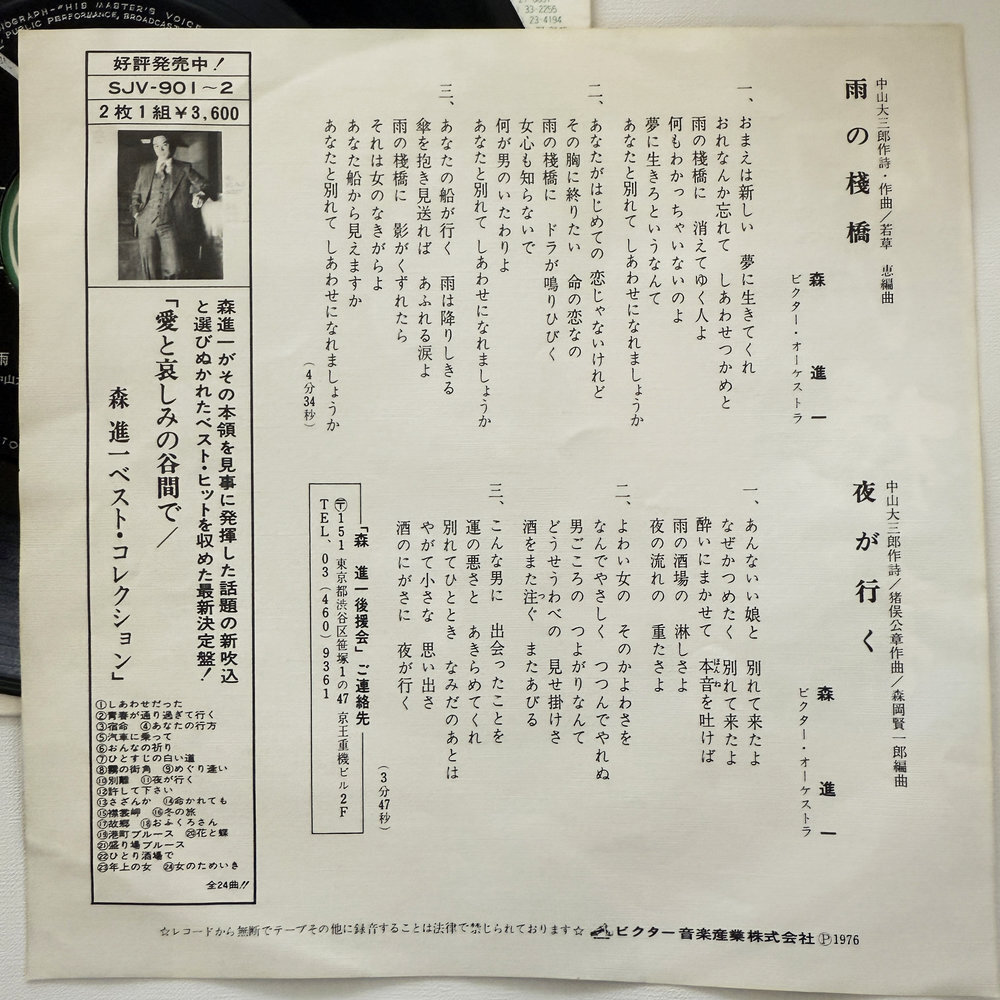 OGRAPH-"HIS MASTER'S VOICE"
PUBLIC PERFORMANCE, BROADCAST
33-2256
23-4194
雨の棧橋
中山大三郎作詩・作曲/若草 恵編曲
森 進一
ビクター・オーケストラ
一、おまえは新しい 夢に生きてくれ
おれなんか忘れて しあわせつかめと
雨の棧橋に 消えてゆく人よ
何もわかっちゃいないのよ
夢に生きろというなんて
あなたと別れて しあわせになれましょうか
二、あなたがはじめての 恋じゃないけれど
その胸に終りたい 命の恋なの
雨の棧橋に ドラが鳴りひびく
女心も知らないで
何が男のいたわりよ
あなたと別れて しあわせになれましょうか
三、あなたの船が行く 雨は降りしきる
傘を抱き見送れば あふれる涙よ
雨の棧橋に 影がくずれたら
それは女のなきがらよ
あなた船から見えますか
あなたと別れて しあわせになれましょうか
(4分34秒)
夜が行く
中山大三郎作詩/猪俣公章作曲/森岡賢一郎編曲
森 進一
ビクター・オーケストラ
一、あんないい娘と 別れて来たよ
なぜかつめたく 別れて来たよ
酔いにまかせて 本音を吐けば
ほんね
雨の酒場の 淋しさよ
夜の流れの 重たさよ
二、よわい女の そのかよわさを
なんでやさしく つつんでやれぬ
男ごころの つよがりなんて
どうせうわべの 見せ掛けさ
酒をまた注ぐ またあびる
つ
三、こんな男に 出会ったことを
運の悪さと あきらめてくれ
別れてひととき なみだのあとは
やがて小さな 思い出さ
酒のにがさに 夜が行く
(3分47秒)
「森 進一後援会」ご連絡先
〒151 東京都渋谷区笹塚1の47 京王重機ビル2F
TEL、03(460)9361
好評発売中!
SJV-901~2
2枚1組¥3,600
森進一がその本領を見事に発揮した話題の新吹込
と選びぬかれたベスト・ヒットを収めた最新決定盤!
「愛と哀しみの谷間で/
森 進一ベスト・コレクション」
①しあわせだった
②青春が通り過ぎて行く
③宿命 ④あなたの行方
⑤汽車に乗って
⑥おんなの祈り
⑦ひとすじの白い道
⑧霧の街角 ⑨めぐり逢い
⑩別離 ⑪夜が行く
⑫許して下さい
⑬さざんか ⑭命かれても
⑮襟裳岬 ⑯冬の旅
⑰故郷 ⑱おふくろさん
⑲港町ブルース ⑳花と蝶
㉑盛り場ブルース
㉒ひとり酒場で
㉓年上の女 ㉔女のためいき
全24曲!!
☆レコードから無断でテープその他に録音することは法律で禁じられております☆
ビクター音楽産業株式会社 Ⓟ1976